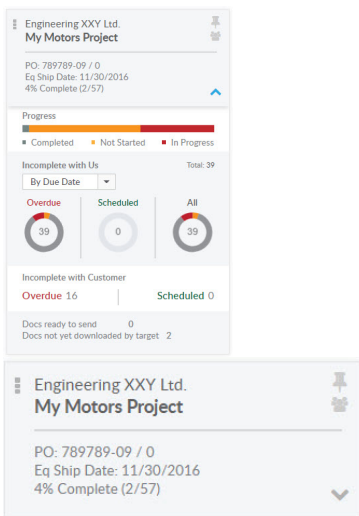 Engineering XXY Ltd.
My Motors Project
PO: 789789-09 / 0
Eq Ship Date: 11/30/2016
4% Complete (2/57)
Progress
Completed Not Started In Progress
Incomplete with Us Total: 39
By Due Date
Overdue Scheduled All
39 0 39
Incomplete with Customer
Overdue 16 Scheduled 0
Docs ready to send 0
Docs not yet downloaded by target 2
Engineering XXY Ltd.
My Motors Project
PO: 789789-09 / 0
Eq Ship Date: 11/30/2016
4% Complete (2/57)